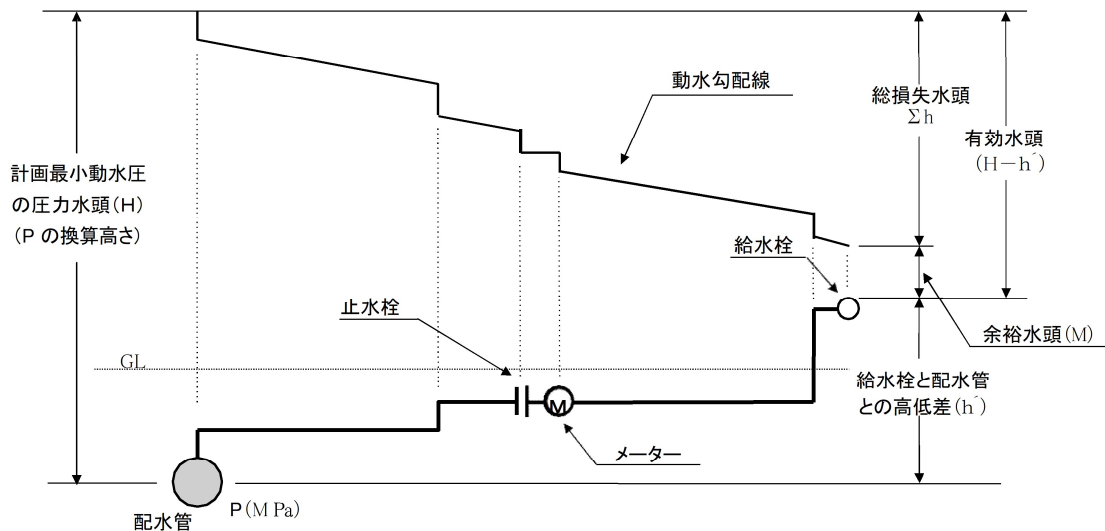 動水勾配線
総損失水頭
Σh
有効水頭
(H－h´)
計画最小動水圧
の圧力水頭(H)
(Pの換算高さ)
給水栓
止水栓
余裕水頭(M)
GL
給水栓と配水管
との高低差(h´)
M
メーター
P(MPa)
配水管